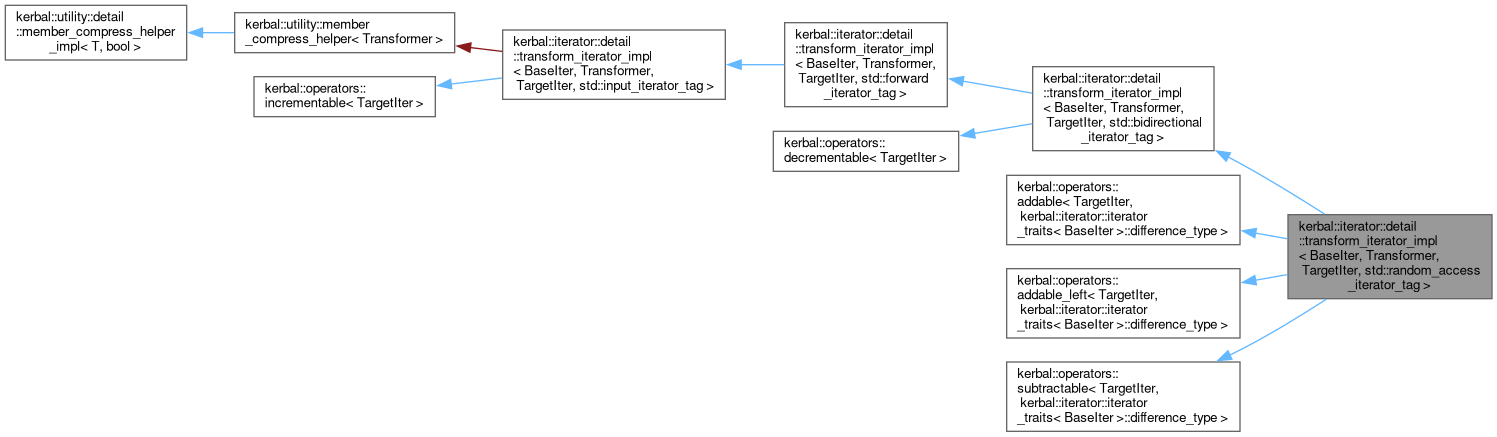 kerbal::utility::detail
::member_compress_helper
_impl< T, bool >
kerbal::utility::member
_compress_helper< Transformer >
kerbal::operators::
incrementable< TargetIter >
kerbal::iterator::detail
::transform_iterator_impl
< BaseIter, Transformer,
TargetIter, std::input_iterator_tag >
kerbal::iterator::detail
::transform_iterator_impl
< BaseIter, Transformer,
TargetIter, std::forward
_iterator_tag >
kerbal::operators::
decrementable< TargetIter >
kerbal::iterator::detail
::transform_iterator_impl
< BaseIter, Transformer,
TargetIter, std::bidirectional
_iterator_tag >
kerbal::operators::
addable< TargetIter,
kerbal::iterator::iterator
_traits< BaseIter >::difference_type >
kerbal::operators::
addable_left< TargetIter,
kerbal::iterator::iterator
_traits< BaseIter >::difference_type >
kerbal::operators::
subtractable< TargetIter,
kerbal::iterator::iterator
_traits< BaseIter >::difference_type >
kerbal::iterator::detail
::transform_iterator_impl
< BaseIter, Transformer,
TargetIter, std::random_access
_iterator_tag >